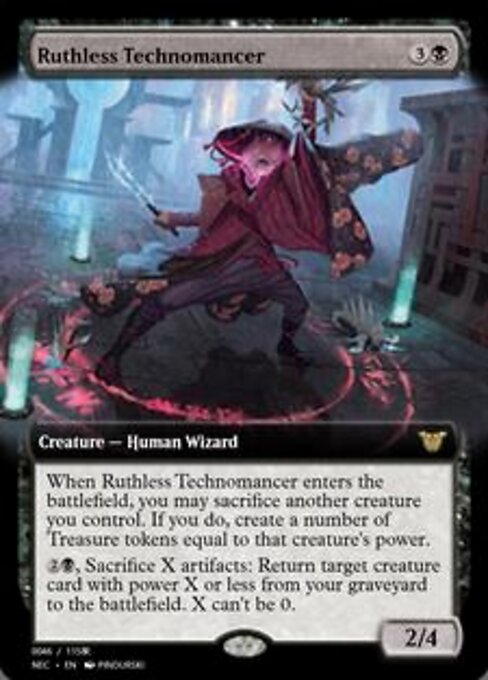 Ruthless Technomancer 3
Creature — Human Wizard
When Ruthless Technomancer enters the
battlefield, you may sacrifice another creature
you control. If you do, create a number of
Treasure tokens equal to that creature's power.
2, Sacrifice X artifacts: Return target creature
card with power X or less from your graveyard
to the battlefield. X can't be 0.
2/4
NEC • EN PINDURSKI